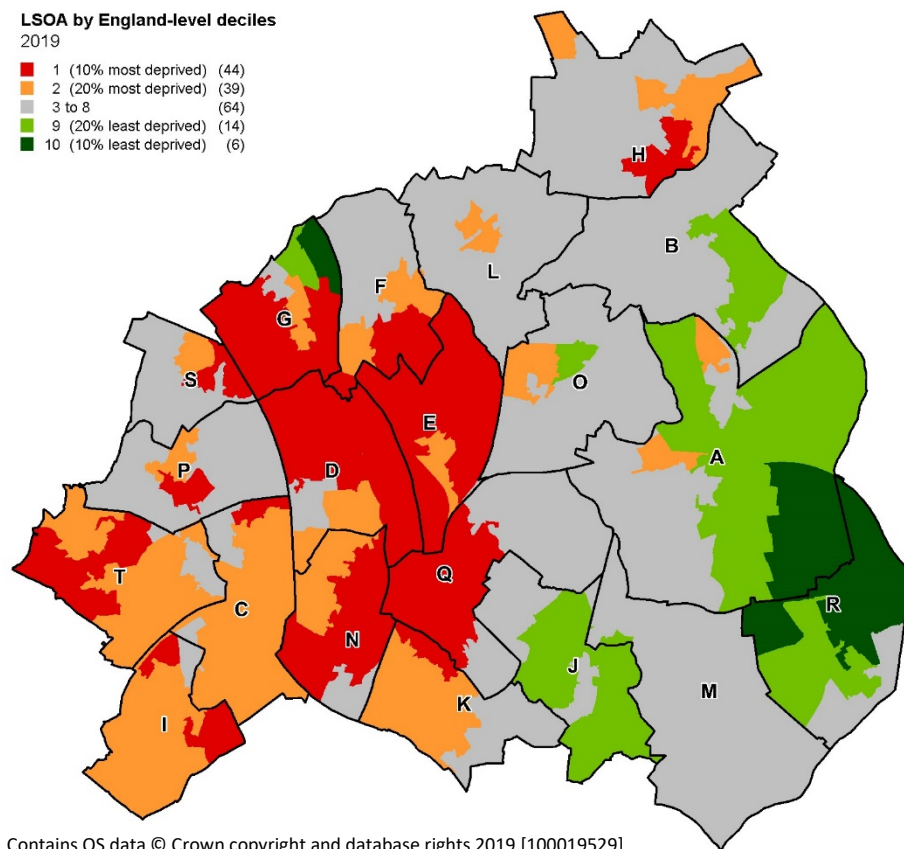 LSOA by England-level deciles
2019
1 (10% most deprived) (44)
2 (20% most deprived) (39)
3 to 8 (64)
9 (20% least deprived) (14)
10 (10% least deprived) (6)
H
B
L
F
G
S
O
E
A
D
P
Q
T
C
R
N
J
M
K
I
Contains OS data © Crown copyright and database rights 2019 [100019529]